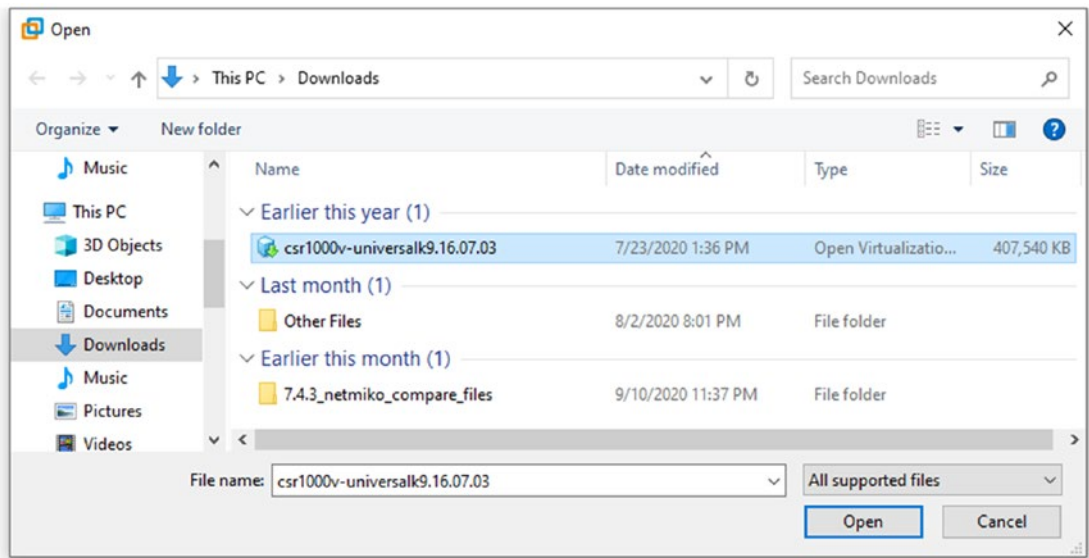 Open
This PC > Downloads
Search Downloads
Organize
New folder
Music
This PC
3D Objects
Desktop
Documents
Downloads
Music
Pictures
Videos
Name Date modified Type Size
Earlier this year (1)
csr1000v-universalk9.16.07.03 7/23/2020 1:36 PM Open Virtualizatio... 407,540 KB
Last month (1)
Other Files 8/2/2020 8:01 PM File folder
Earlier this month (1)
7.4.3_netmiko_compare_files 9/10/2020 11:37 PM File folder
File name: csr1000v-universalk9.16.07.03 All supported files
Open Cancel